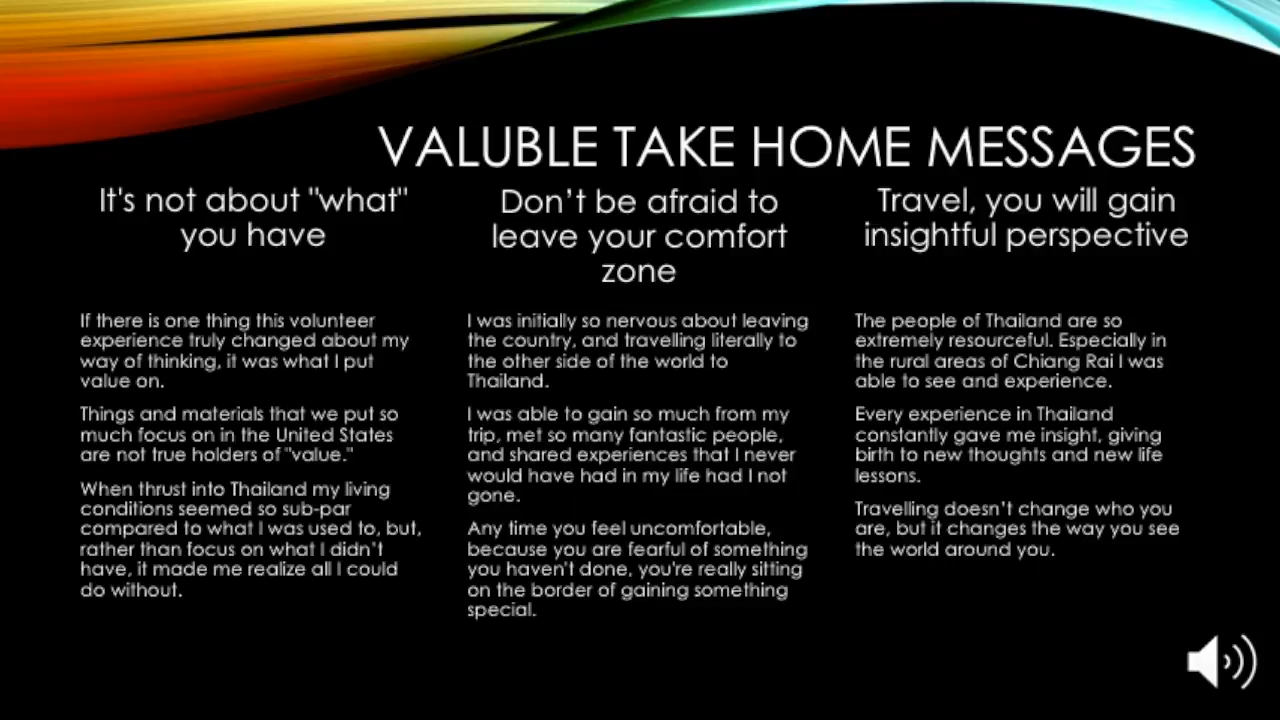 VALUBLE TAKE HOME MESSAGES
It's not about "what"
you have
If there is one thing this volunteer
experience truly changed about my
way of thinking, it was what I put
value on.
Things and materials that we put so
much focus on in the United States
are not true holders of "value."
When thrust into Thailand my living
conditions seemed so sub-par
compared to what I was used to, but,
rather than focus on what I didn't
have, it made me realize all I could
do without.
Don’t be afraid to
leave your comfort
zone
I was initially so nervous about leaving
the country, and travelling literally to
the other side of the world to
Thailand.
I was able to gain so much from my
trip, met so many fantastic people,
and shared experiences that I never
would have had in my life had I not
gone.
Any time you feel uncomfortable,
because you are fearful of something
you haven't done, you're really sitting
on the border of gaining something
special.
Travel, you will gain
insightful perspective
The people of Thailand are so
extremely resourceful. Especially in
the rural areas of Chiang Rai I was
able to see and experience.
Every experience in Thailand
constantly gave me insight, giving
birth to new thoughts and new life
lessons.
Travelling doesn’t change who you
are, but it changes the way you see
the world around you.